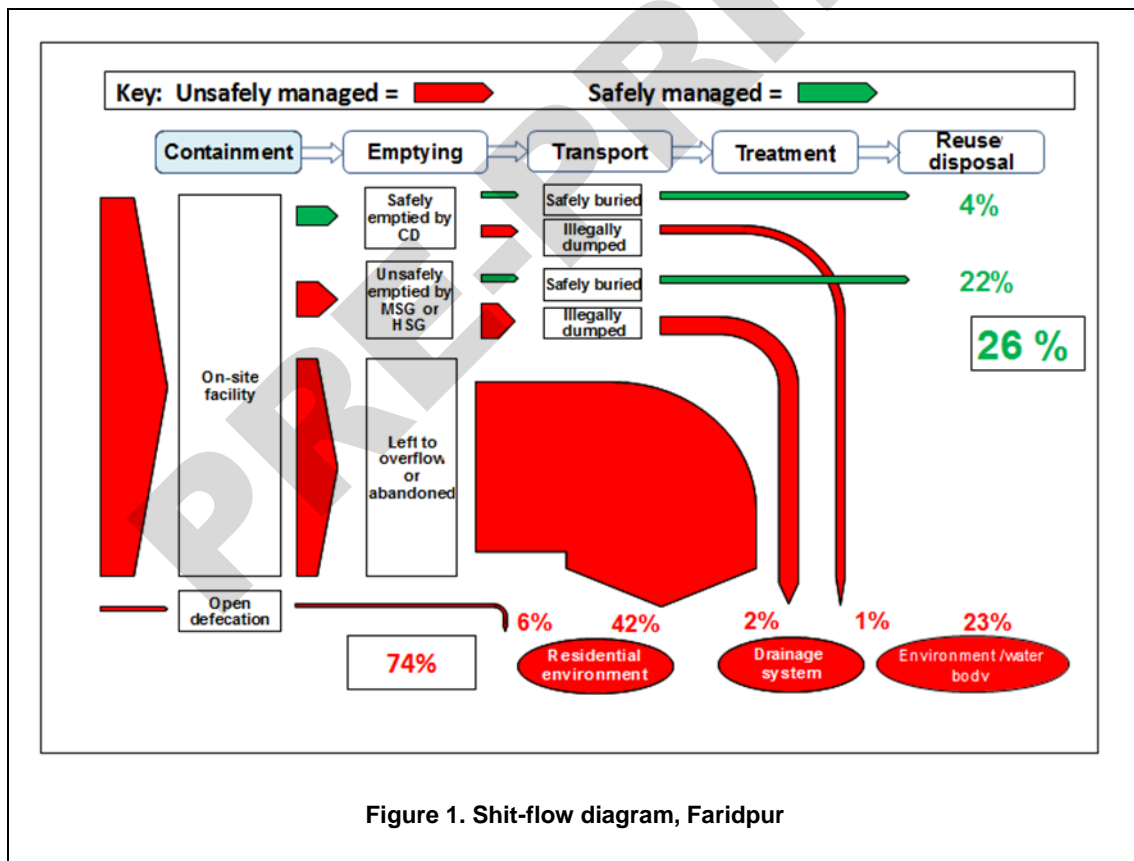 Key: Unsafely managed =
Safely managed =
Containment
Emptying
Transport
Treatment
Reuse/
disposal
Safely
emptied by
CD
Safely buried
4%
Illegally
dumped
Unsafely
emptied by
MSG or
HSG
Safely buried
22%
Illegally
dumped
26 %
On-site
facility
Left to
overflow
or
abandoned
Open
defecation
6%
42%
2%
1%
23%
74%
Residential
environment
Drainage
system
Environment /water
body
PRE-PRI
Figure 1. Shit-flow diagram, Faridpur